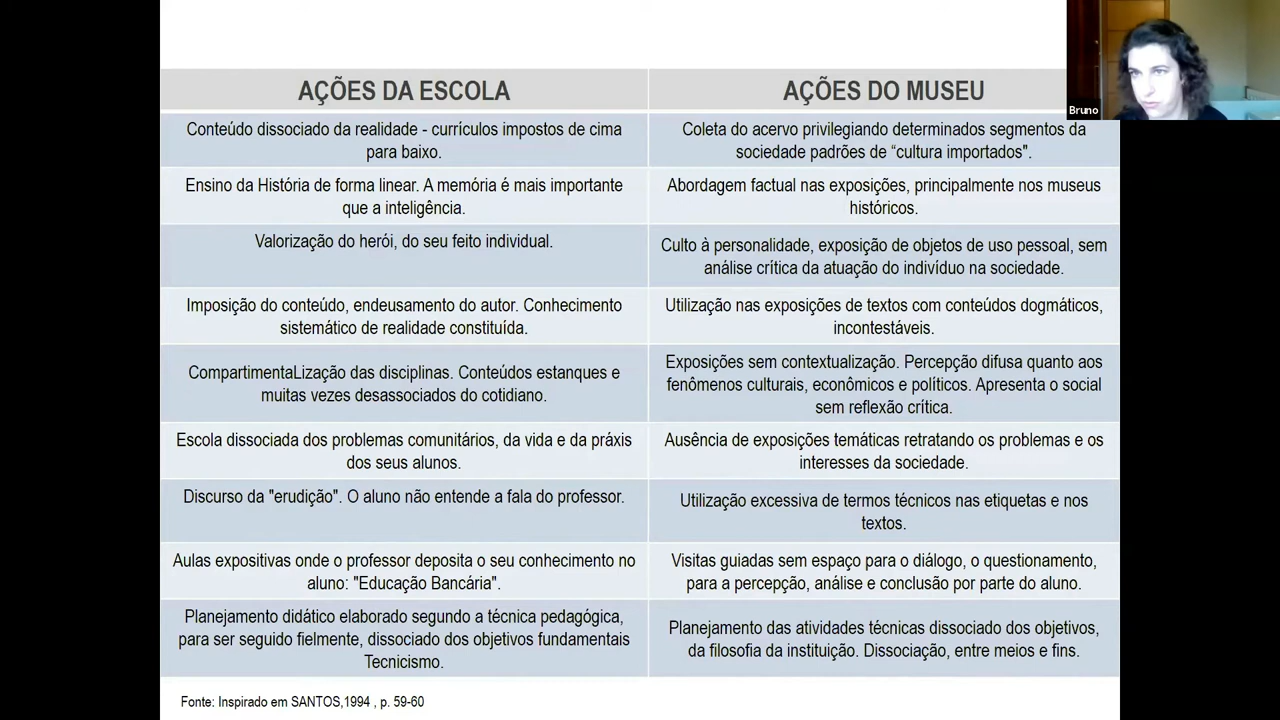 AÇÕES DA ESCOLA
AÇÕES DO MUSEU
Bruno
Conteúdo dissociado da realidade - currículos impostos de cima
para baixo.
Coleta do acervo privilegiando determinados segmentos da
sociedade padrões de “cultura importados".
Ensino da História de forma linear. A memória é mais importante
que a inteligência.
Abordagem factual nas exposições, principalmente nos museus
históricos.
Valorização do herói, do seu feito individual.
Culto à personalidade, exposição de objetos de uso pessoal, sem
análise crítica da atuação do indivíduo na sociedade.
Imposição do conteúdo, endeusamento do autor. Conhecimento
sistemático de realidade constituída.
Utilização nas exposições de textos com conteúdos dogmáticos,
incontestáveis.
CompartimentaLização das disciplinas. Conteúdos estanques e
muitas vezes desassociados do cotidiano.
Exposições sem contextualização. Percepção difusa quanto aos
fenômenos culturais, econômicos e políticos. Apresenta o social
sem reflexão crítica.
Escola dissociada dos problemas comunitários, da vida e da práxis
dos seus alunos.
Ausência de exposições temáticas retratando os problemas e os
interesses da sociedade.
Discurso da "erudição". O aluno não entende a fala do professor.
Utilização excessiva de termos técnicos nas etiquetas e nos
textos.
Aulas expositivas onde o professor deposita o seu conhecimento no
aluno: "Educação Bancária".
Visitas guiadas sem espaço para o diálogo, o questionamento,
para a percepção, análise e conclusão por parte do aluno.
Planejamento didático elaborado segundo a técnica pedagógica,
para ser seguido fielmente, dissociado dos objetivos fundamentais
Tecnicismo.
Planejamento das atividades técnicas dissociado dos objetivos,
da filosofia da instituição. Dissociação, entre meios e fins.
Fonte: Inspirado em SANTOS,1994 , p. 59-60